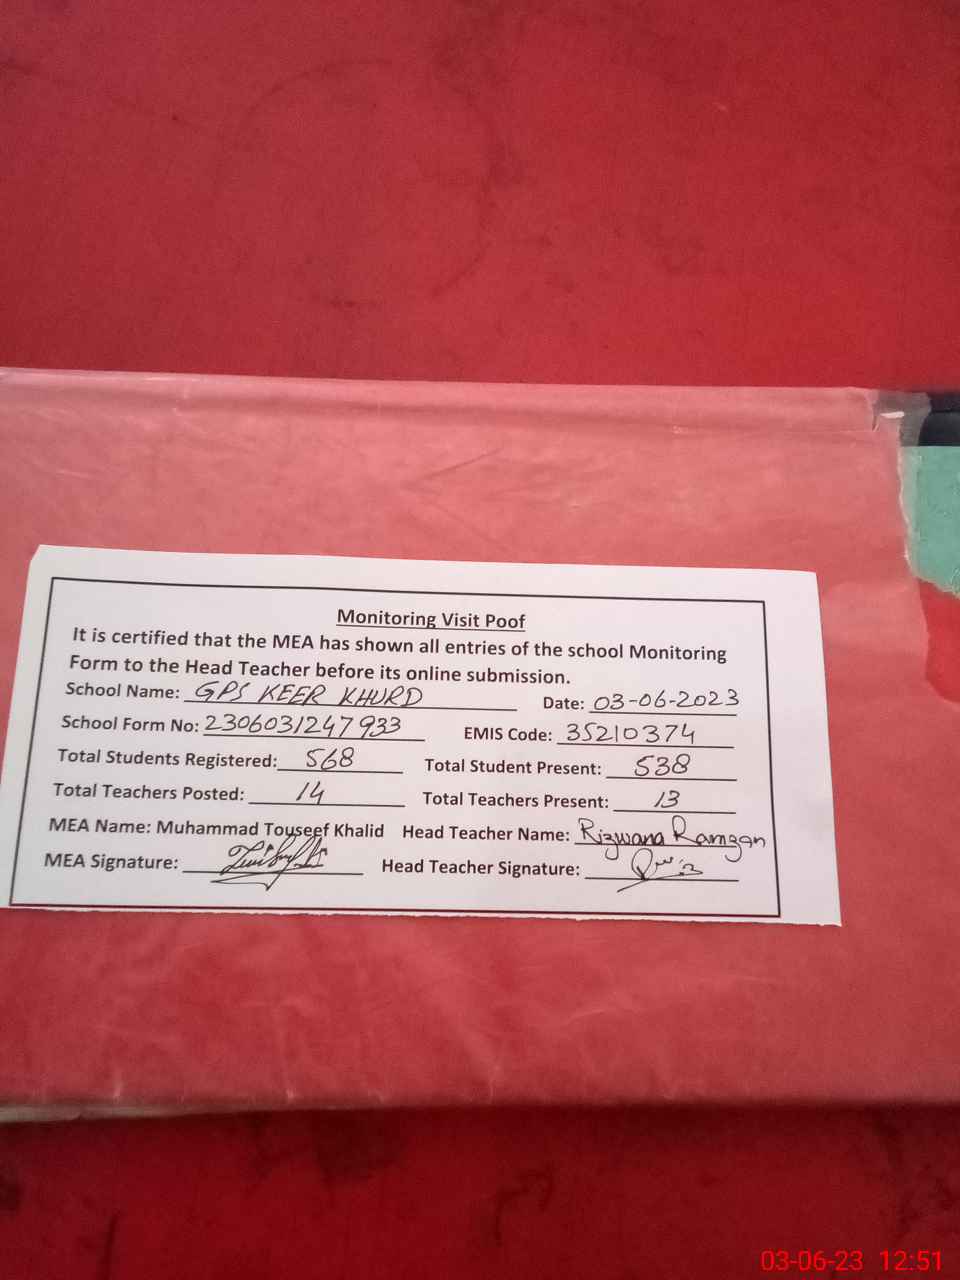 Monitoring Visit Poof
It is certified that the MEA has shown all entries of the school Monitoring
Form to the Head Teacher before its online submission.
School Name: GPS KEER KHURD Date: 03-06-2023
School Form No: 2306031247933 EMIS Code: 35210374
Total Students Registered: 568 Total Student Present: 538
Total Teachers Posted: 14 Total Teachers Present: 13
MEA Name: Muhammad Touseef Khalid Head Teacher Name: Rizwana Ramzan
MEA Signature: Head Teacher Signature:
03-06-23 12:51